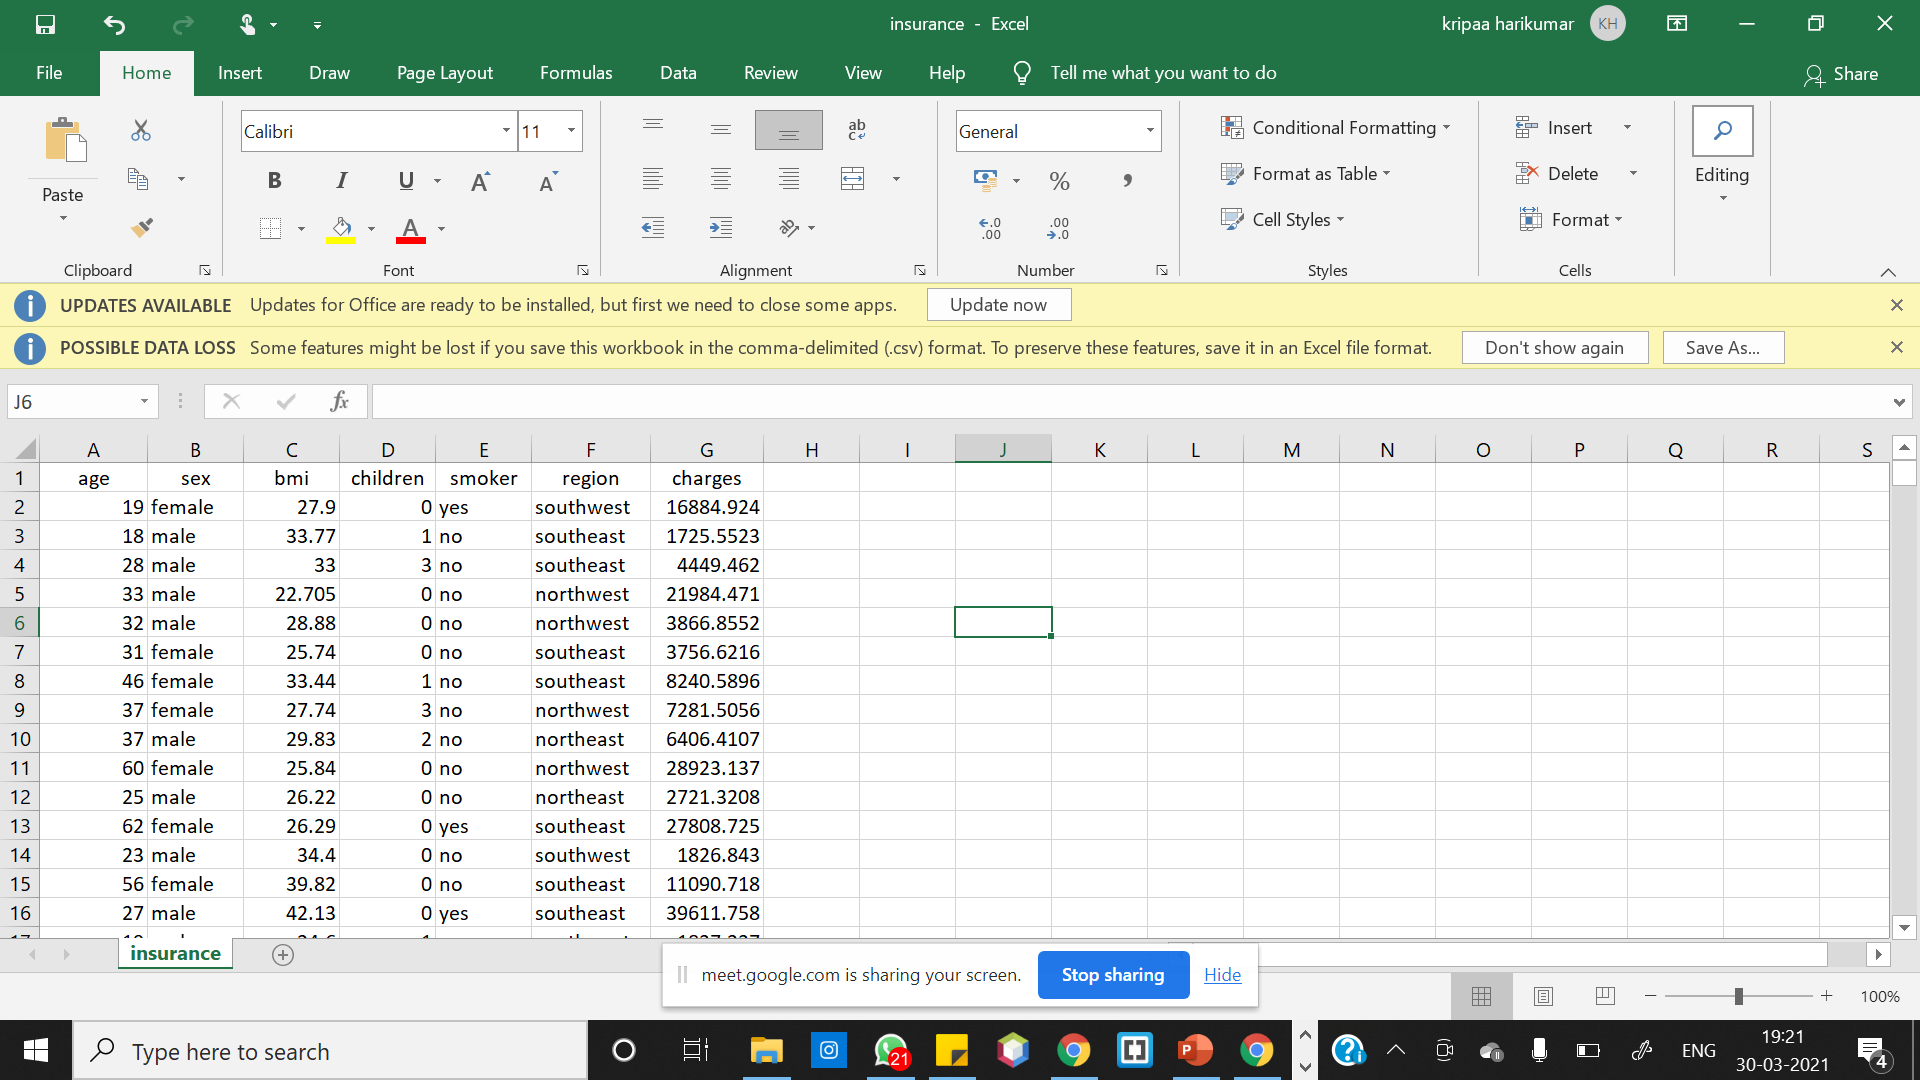 insurance - Excel
kripaa harikumar KH
File Home Insert Draw Page Layout Formulas Data Review View Help Tell me what you want to do Share
Paste
Clipboard
Calibri 11
B I U A A
A
Font
ab c
Alignment
General
% ,
.0 .00 .00 .0
Number
Conditional Formatting
Format as Table
Cell Styles
Styles
Insert
Delete
Format
Cells
Editing
UPDATES AVAILABLE Updates for Office are ready to be installed, but first we need to close some apps. Update now
POSSIBLE DATA LOSS Some features might be lost if you save this workbook in the comma-delimited (.csv) format. To preserve these features, save it in an Excel file format. Don't show again Save As...
J6 fx
A B C D E F G H I J K L M N O P Q R S
1 age sex bmi children smoker region charges
2 19 female 27.9 0 yes southwest 16884.924
3 18 male 33.77 1 no southeast 1725.5523
4 28 male 33 3 no southeast 4449.462
5 33 male 22.705 0 no northwest 21984.471
6 32 male 28.88 0 no northwest 3866.8552
7 31 female 25.74 0 no southeast 3756.6216
8 46 female 33.44 1 no southeast 8240.5896
9 37 female 27.74 3 no northwest 7281.5056
10 37 male 29.83 2 no northeast 6406.4107
11 60 female 25.84 0 no northwest 28923.137
12 25 male 26.22 0 no northeast 2721.3208
13 62 female 26.29 0 yes southeast 27808.725
14 23 male 34.4 0 no southwest 1826.843
15 56 female 39.82 0 no southeast 11090.718
16 27 male 42.13 0 yes southeast 39611.758
insurance
meet.google.com is sharing your screen. Stop sharing Hide
100%
Type here to search
21
P
ENG
19:21
30-03-2021
4